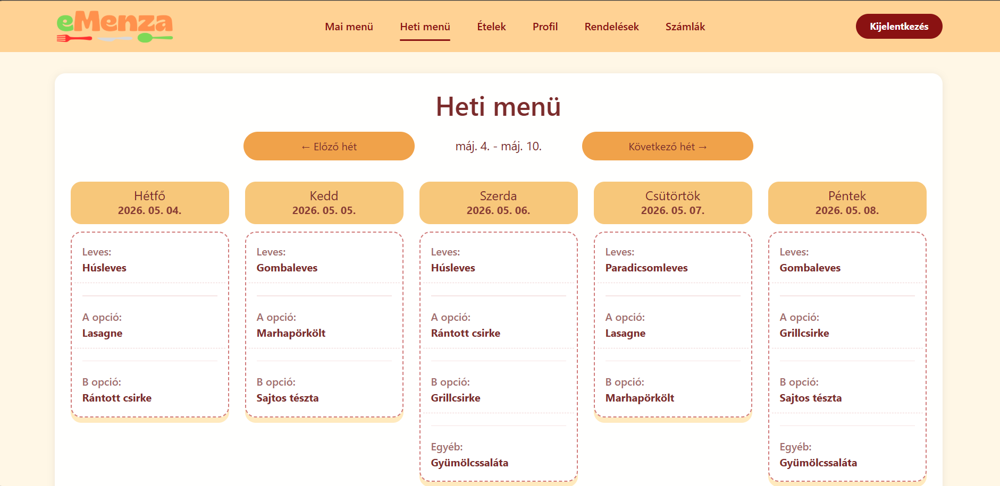 eMenza
Mai menü
Heti menü
Ételek
Profil
Rendelések
Számlák
Kijelentkezés
Heti menü
← Előző hét
máj. 4. - máj. 10.
Következő hét →
Hétfő
2026. 05. 04.
Leves:
Húsleves
A opció:
Lasagne
B opció:
Rántott csirke
Kedd
2026. 05. 05.
Leves:
Gombaleves
A opció:
Marhapörkölt
B opció:
Sajtos tészta
Szerda
2026. 05. 06.
Leves:
Húsleves
A opció:
Rántott csirke
B opció:
Grillcsirke
Egyéb:
Gyümölcssaláta
Csütörtök
2026. 05. 07.
Leves:
Paradicsomleves
A opció:
Lasagne
B opció:
Marhapörkölt
Péntek
2026. 05. 08.
Leves:
Gombaleves
A opció:
Grillcsirke
B opció:
Sajtos tészta
Egyéb:
Gyümölcssaláta